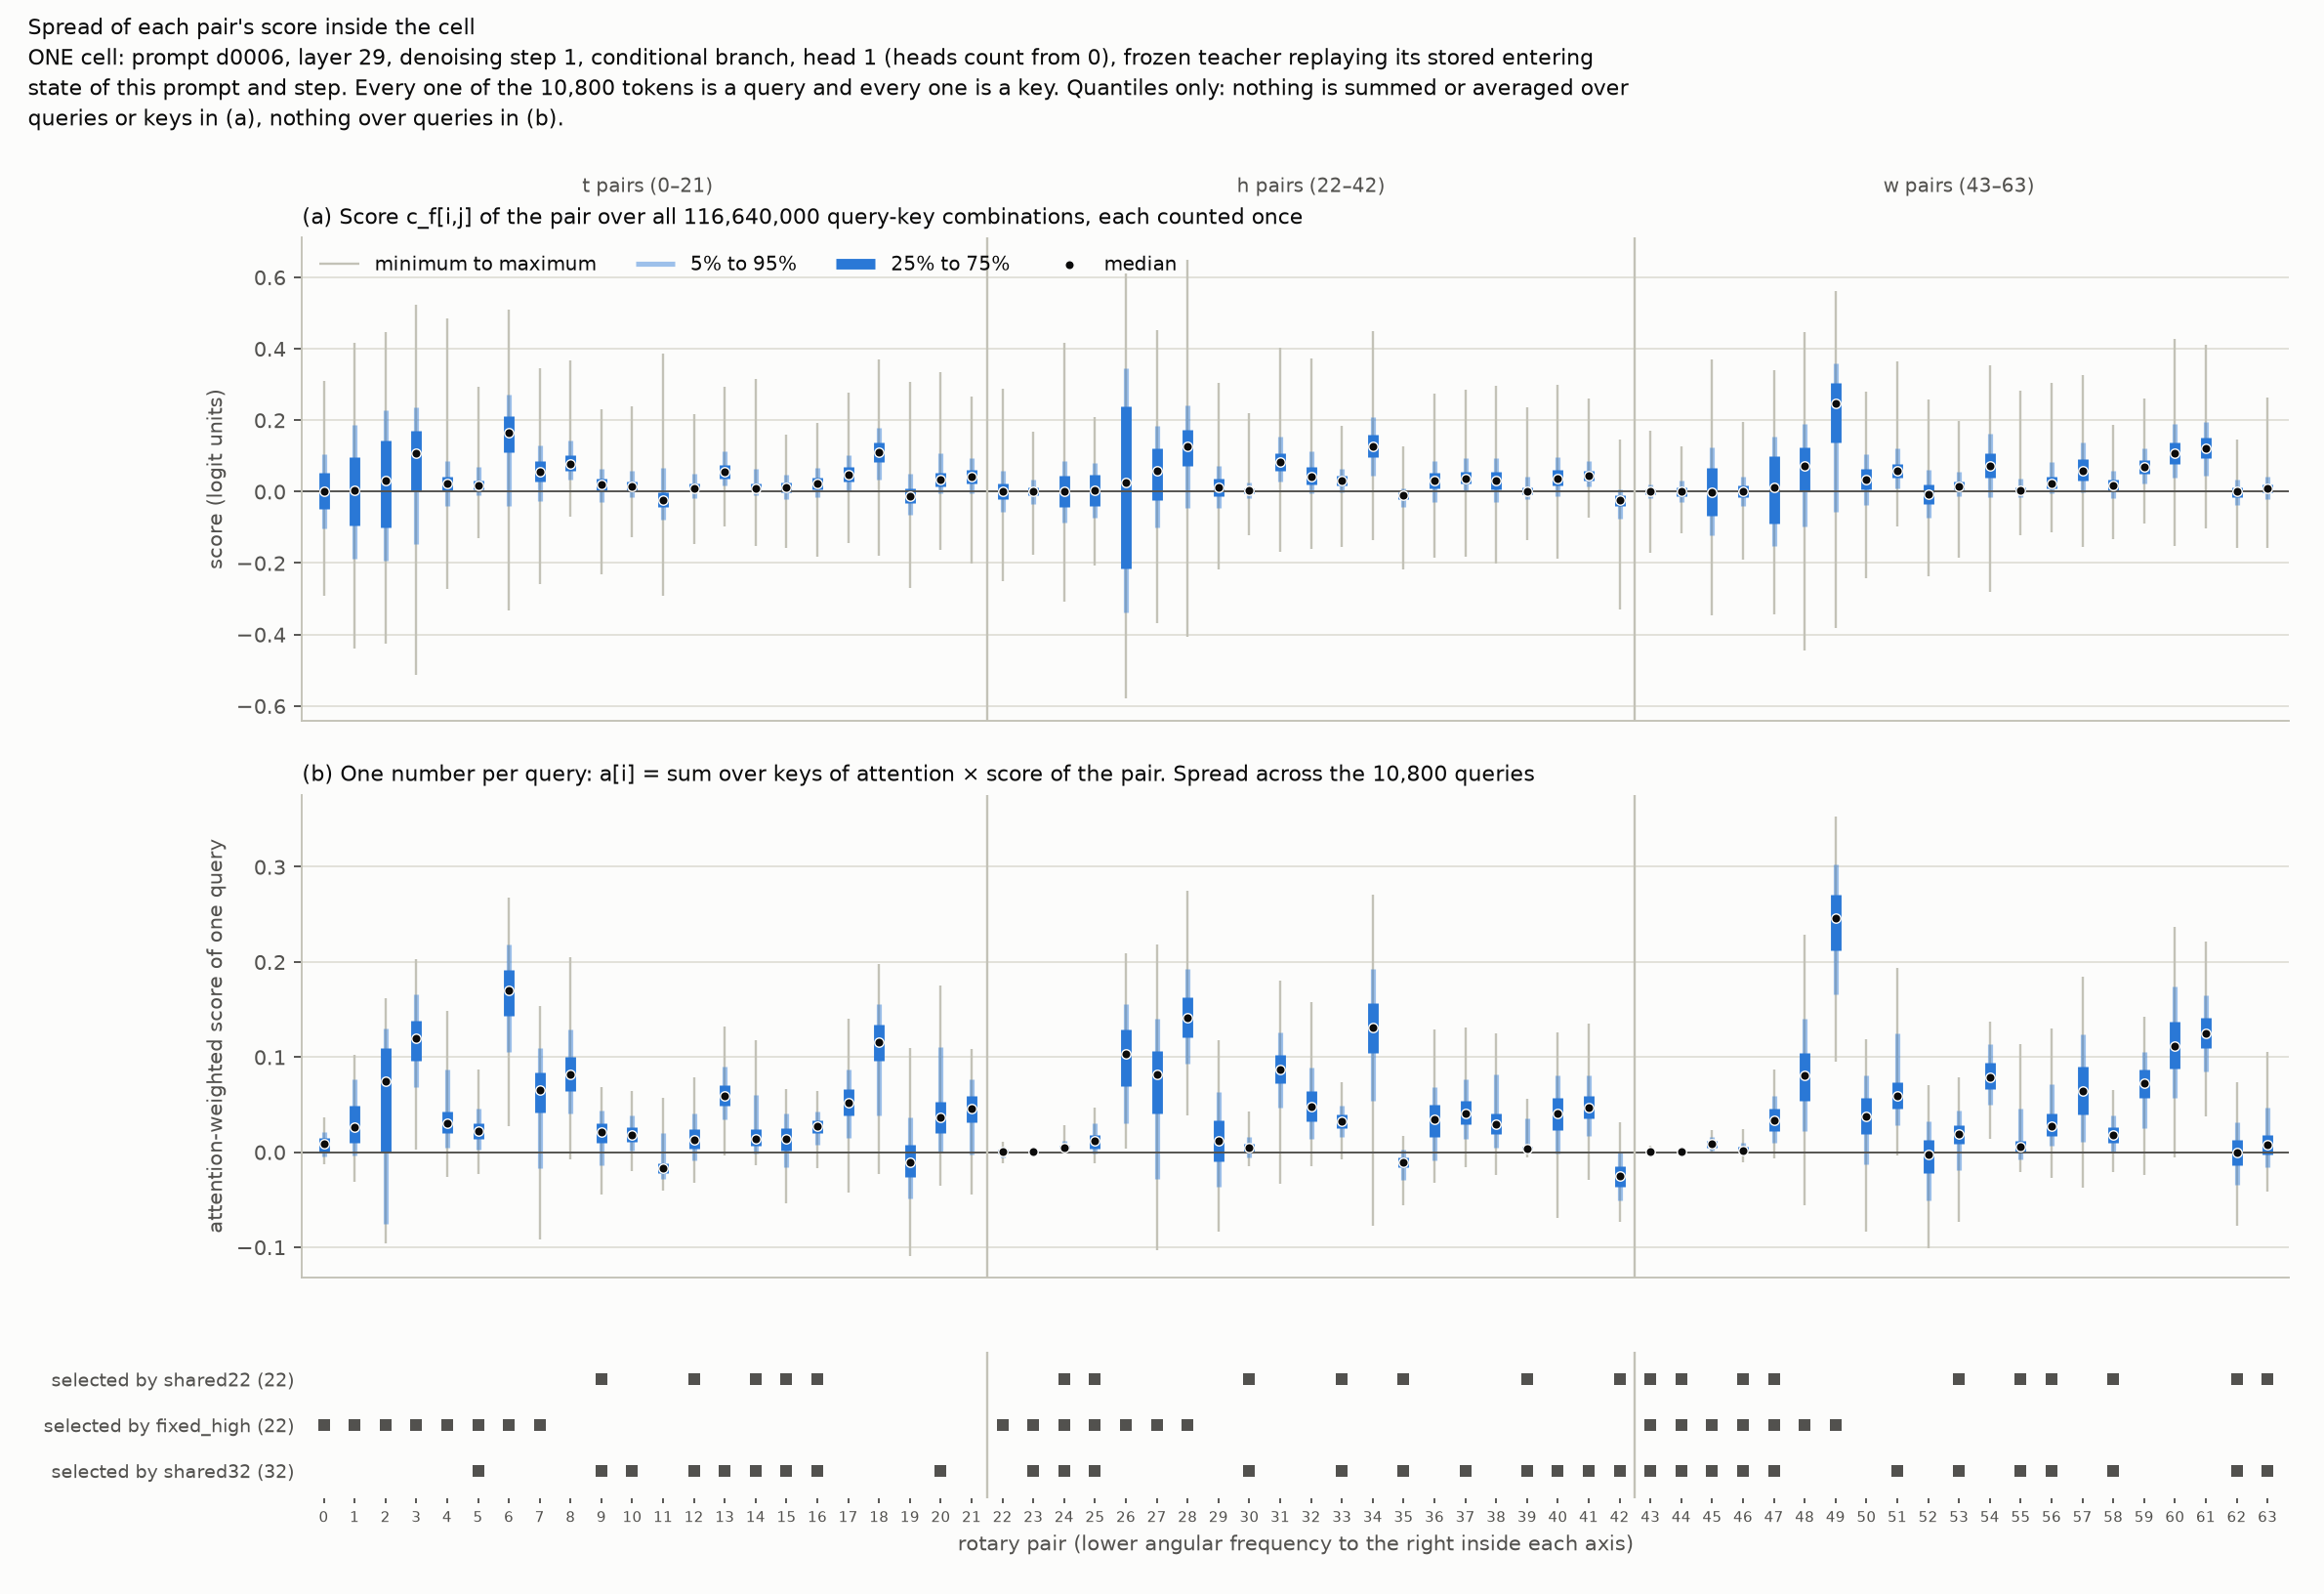 Spread of each pair's score inside the cell
ONE cell: prompt d0006, layer 29, denoising step 1, conditional branch, head 1 (heads count from 0), frozen teacher replaying its stored entering
state of this prompt and step. Every one of the 10,800 tokens is a query and every one is a key. Quantiles only: nothing is summed or averaged over
queries or keys in (a), nothing over queries in (b).
t pairs (0–21) h pairs (22–42) w pairs (43–63)
(a) Score c_f[i,j] of the pair over all 116,640,000 query-key combinations, each counted once
minimum to maximum 5% to 95% 25% to 75% median
score (logit units)
0.6
0.4
0.2
0.0
−0.2
−0.4
−0.6
(b) One number per query: a[i] = sum over keys of attention × score of the pair. Spread across the 10,800 queries
attention-weighted score of one query
0.3
0.2
0.1
0.0
−0.1
selected by shared22 (22)
selected by fixed_high (22)
selected by shared32 (32)
0 1 2 3 4 5 6 7 8 9 10 11 12 13 14 15 16 17 18 19 20 21 22 23 24 25 26 27 28 29 30 31 32 33 34 35 36 37 38 39 40 41 42 43 44 45 46 47 48 49 50 51 52 53 54 55 56 57 58 59 60 61 62 63
rotary pair (lower angular frequency to the right inside each axis)